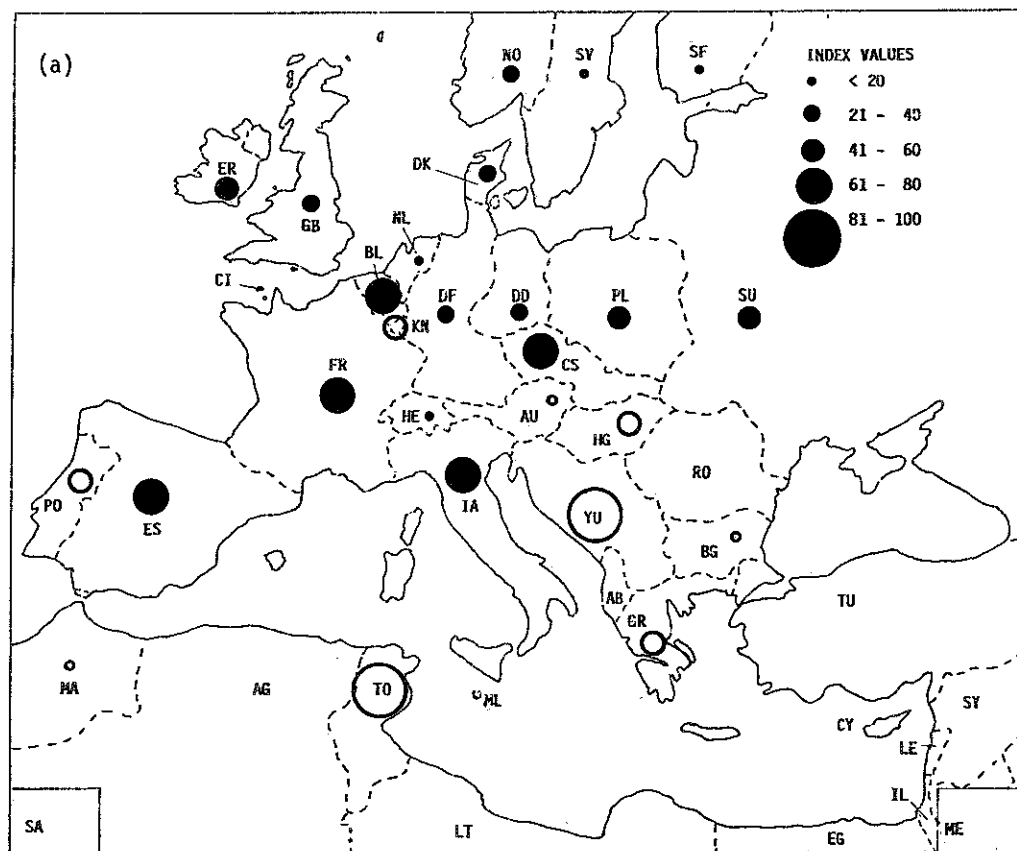 (a)
NO
SV
SF
INDEX VALUES
< 20
21 - 40
41 - 60
61 - 80
81 - 100
DK
ER
GB
NL
BL
CI
DF
DD
PL
SU
KN
CS
FR
HE
AU
HG
RO
PO
ES
IA
YU
BG
AB
GR
TU
MA
AG
TO
ML
CY
SY
LE
IL
SA
LT
EG
ME